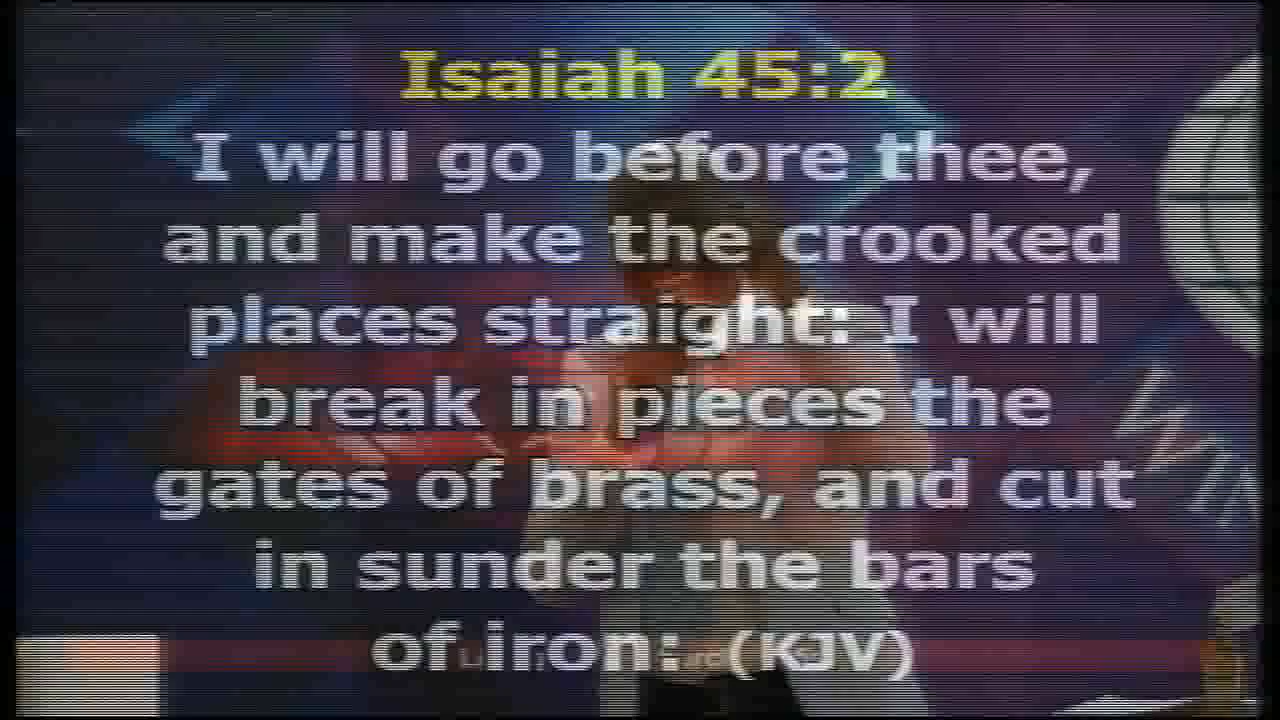 Isaiah 45:2
I will go before thee,
and make the crooked
places straight: I will
break in pieces the
gates of brass, and cut
in sunder the bars
of iron: (KJV)